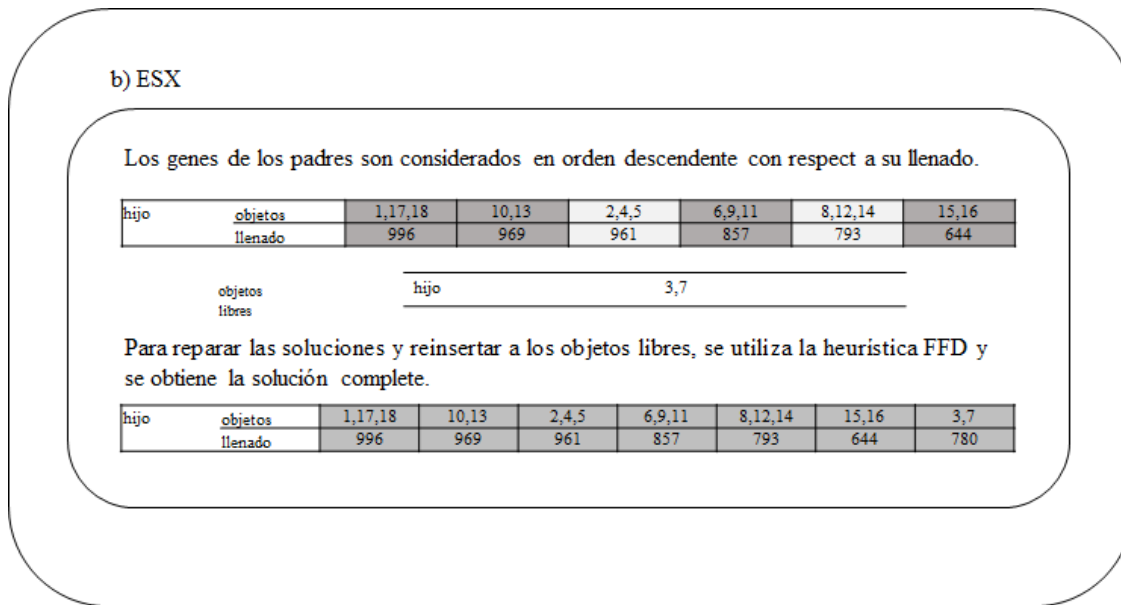 b) ESX
Los genes de los padres son considerados en orden descendente con respect a su llenado.
hijo objetos 1,17,18 10,13 2,4,5 6,9,11 8,12,14 15,16
llenado 996 969 961 857 793 644
objetos hijo 3,7
libres
Para reparar las soluciones y reinsertar a los objetos libres, se utiliza la heurística FFD y
se obtiene la solución complete.
hijo objetos 1,17,18 10,13 2,4,5 6,9,11 8,12,14 15,16 3,7
llenado 996 969 961 857 793 644 780